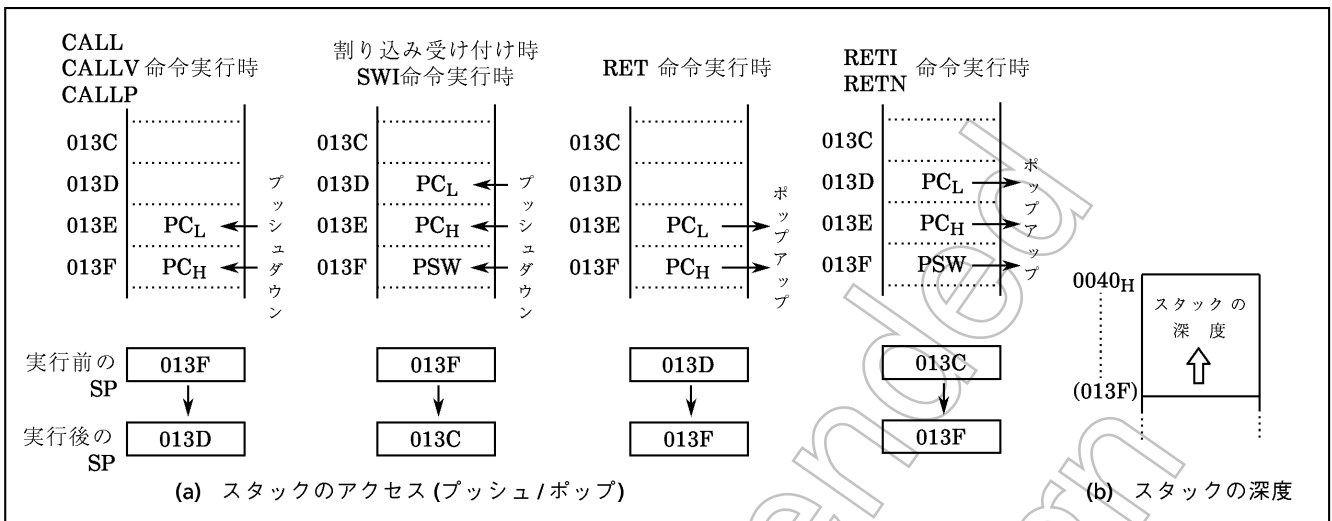 CALL
CALLV 命令実行時
CALLP
013C
013D
013E PCL
013F PCH
プッシュダウン
割り込み受け付け時
SWI命令実行時
013C
013D PCL
013E PCH
013F PSW
プッシュダウン
RET 命令実行時
013C
013D
013E PCL
013F PCH
ポップアップ
RETI
RETN 命令実行時
013C
013D PCL
013E PCH
013F PSW
ポップアップ
実行前の
SP
013F 013F 013D 013C
実行後の
SP
013D 013C 013F 013F
(a) スタックのアクセス (プッシュ / ポップ)
0040H
スタックの
深 度
(013F)
(b) スタックの深度